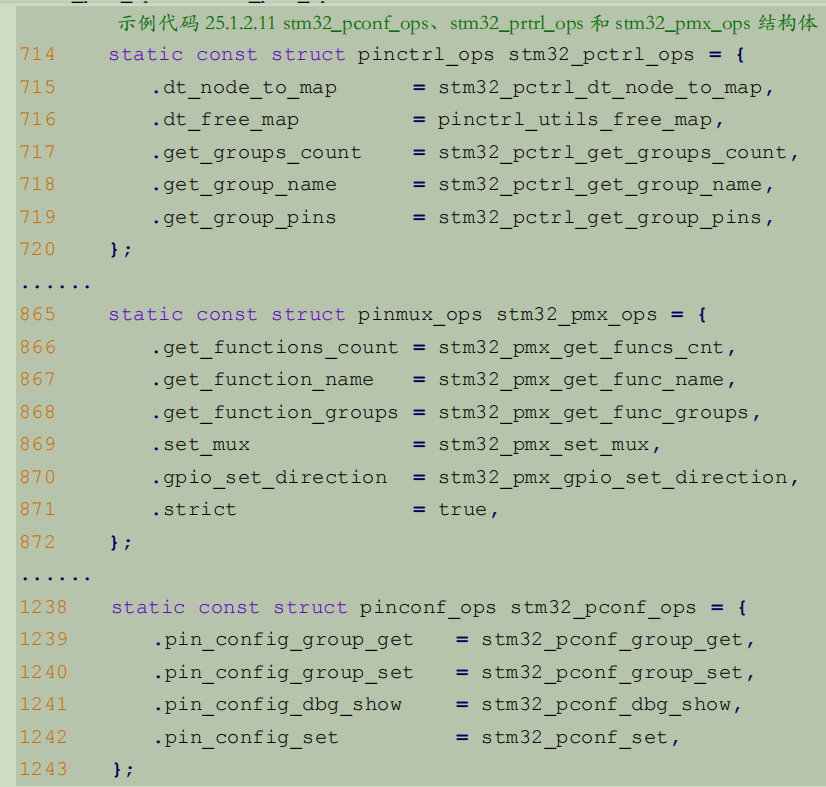 示例代码 25.1.2.11 stm32_pconf_ops、stm32_prtrl_ops 和 stm32_pmx_ops 结构体
714 static const struct pinctrl_ops stm32_pctrl_ops = {
715 .dt_node_to_map = stm32_pctrl_dt_node_to_map,
716 .dt_free_map = pinctrl_utils_free_map,
717 .get_groups_count = stm32_pctrl_get_groups_count,
718 .get_group_name = stm32_pctrl_get_group_name,
719 .get_group_pins = stm32_pctrl_get_group_pins,
720 };
......
865 static const struct pinmux_ops stm32_pmx_ops = {
866 .get_functions_count = stm32_pmx_get_funcs_cnt,
867 .get_function_name = stm32_pmx_get_func_name,
868 .get_function_groups = stm32_pmx_get_func_groups,
869 .set_mux = stm32_pmx_set_mux,
870 .gpio_set_direction = stm32_pmx_gpio_set_direction,
871 .strict = true,
872 };
......
1238 static const struct pinconf_ops stm32_pconf_ops = {
1239 .pin_config_group_get = stm32_pconf_group_get,
1240 .pin_config_group_set = stm32_pconf_group_set,
1241 .pin_config_dbg_show = stm32_pconf_dbg_show,
1242 .pin_config_set = stm32_pconf_set,
1243 };